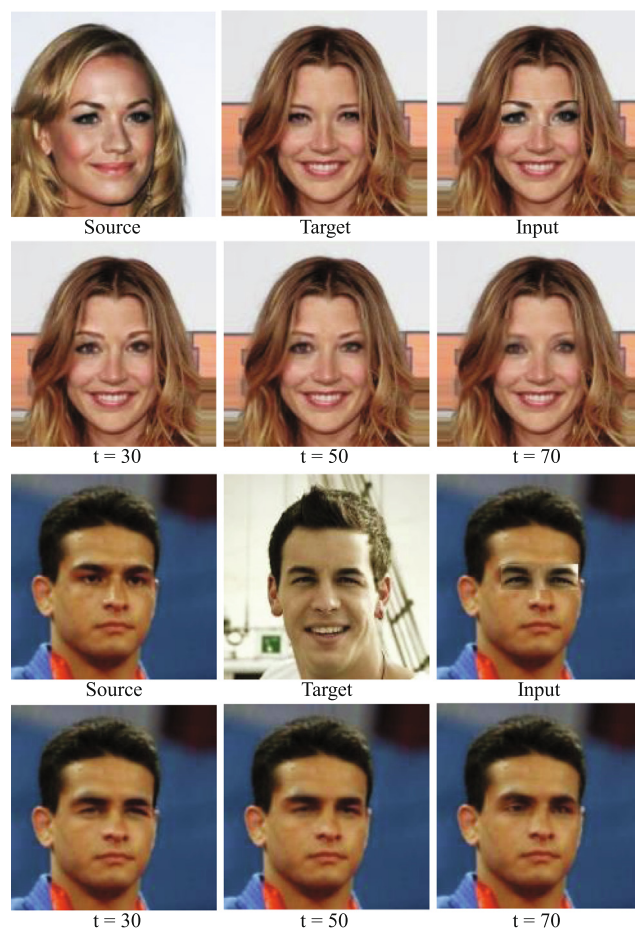 Source Target Input
t = 30 t = 50 t = 70
Source Target Input
t = 30 t = 50 t = 70